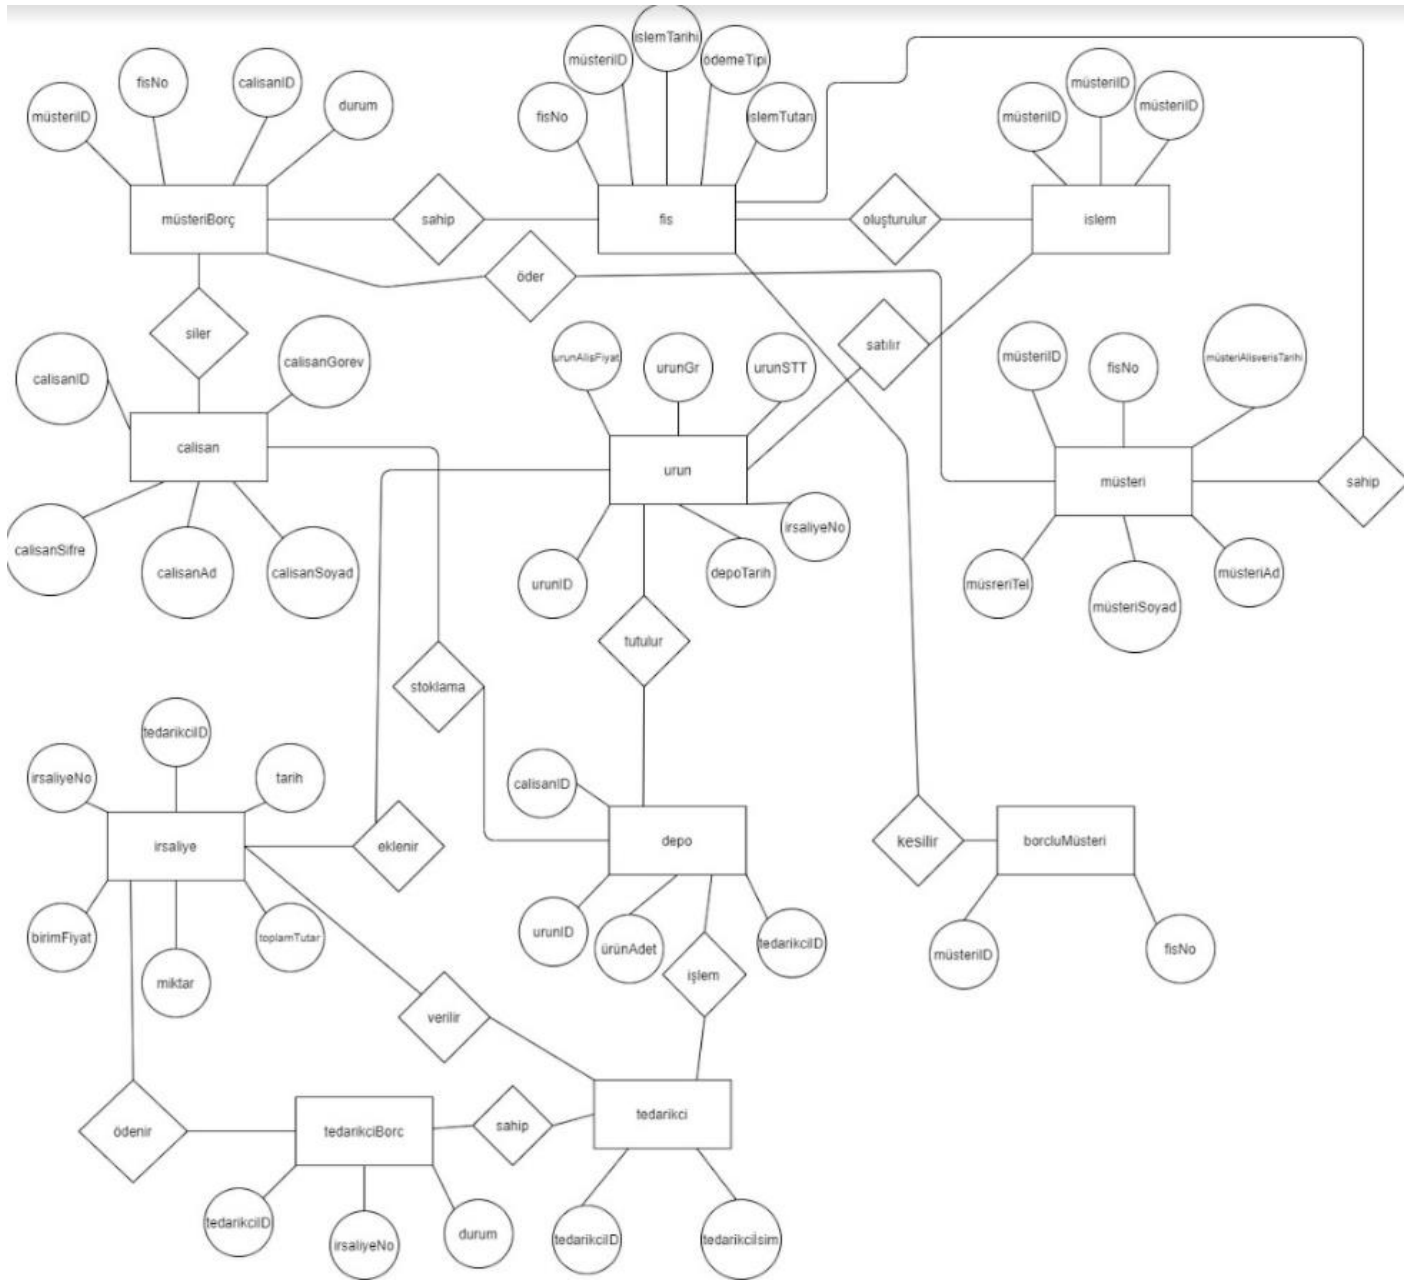 islemTarihi
müsteriID
ödemeTipi
fisNo
calisanID
müsteriID
durum
müsteriID
müsteriID
müsteriID
fisNo
islemTutarı
müsteriID
müsteriBorç
sahip
fis
oluşturulur
islem
öder
siler
satılır
calisanGorev
urunAlisFiyat
urunGr
urunSTT
müsteriID
fisNo
müsteriAlisverisTarihi
calisanID
calisan
urun
müsteri
sahip
irsaliyeNo
calisanSifre
calisanAd
calisanSoyad
urunID
depoTarih
müsreriTel
müsteriSoyad
müsteriAd
tutulur
stoklama
tedarikciID
irsaliyeNo
tarih
calisanID
irsaliye
eklenir
depo
kesilir
borcluMüsteri
birimFiyat
toplamTutar
urunID
ürünAdet
tedarikciID
müsteriID
fisNo
miktar
işlem
verilir
ödenir
tedarikciBorc
sahip
tedarikci
tedarikciID
irsaliyeNo
durum
tedarikciID
tedarikciIsim